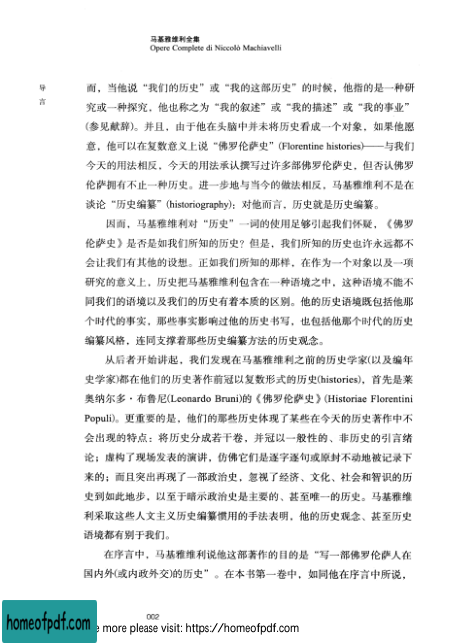 马基雅维利全集
Opere Complete di Niccolò Machiavelli
导
言
而，当他说“我们的历史”或“我的这部历史”的时候，他指的是一种研
究或一种探究，他也称之为“我的叙述”或“我的描述”或“我的事业”
(参见献辞)。并且，由于他在头脑中并未将历史看成一个对象，如果他愿
意，他可以在复数意义上说“佛罗伦萨史”(Florentine histories)——与我们
今天的用法相反，今天的用法承认撰写过许多部佛罗伦萨史，但否认佛罗
伦萨拥有不止一种历史。进一步地与当今的做法相反，马基雅维利不是在
谈论“历史编纂”(historiography)；对他而言，历史就是历史编纂。
因而，马基雅维利对“历史”一词的使用足够引起我们怀疑，《佛罗
伦萨史》是否是如我们所知的历史？但是，我们所知的历史也许永远都不
会让我们有其他的设想。正如我们所知的那样，在作为一个对象以及一项
研究的意义上，历史把马基雅维利包含在一种语境之中，这种语境不能不
同我们的语境以及我们的历史有着本质的区别。他的历史语境既包括他那
个时代的事实，那些事实影响过他的历史书写，也包括他那个时代的历史
编纂风格，连同支撑着那些历史编纂方法的历史观念。
从后者开始讲起，我们发现在马基雅维利之前的历史学家(以及编年
史学家)都在他们的历史著作前冠以复数形式的历史(histories)，首先是莱
奥纳尔多·布鲁尼(Leonardo Bruni)的《佛罗伦萨史》(Historiae Florentini
Populi)。更重要的是，他们的那些历史体现了某些在今天的历史著作中不
会出现的特点：将历史分成若干卷，并冠以一般性的、非历史的引言绪
论；虚构了现场发表的演讲，仿佛它们是逐字逐句或原封不动地被记录下
来的；而且突出再现了一部政治史，忽视了经济、文化、社会和智识的历
史到如此地步，以至于暗示政治史是主要的、甚至唯一的历史。马基雅维
利采取这些人文主义历史编纂惯用的手法表明，他的历史观念、甚至历史
语境都有别于我们。
在序言中，马基雅维利说他这部著作的目的是“写一部佛罗伦萨人在
国内外(或内政外交)的历史”。在本书第一卷中，如同他在序言中所说，
002
homeofpdf.com
e more please visit: https://homeofpdf.com